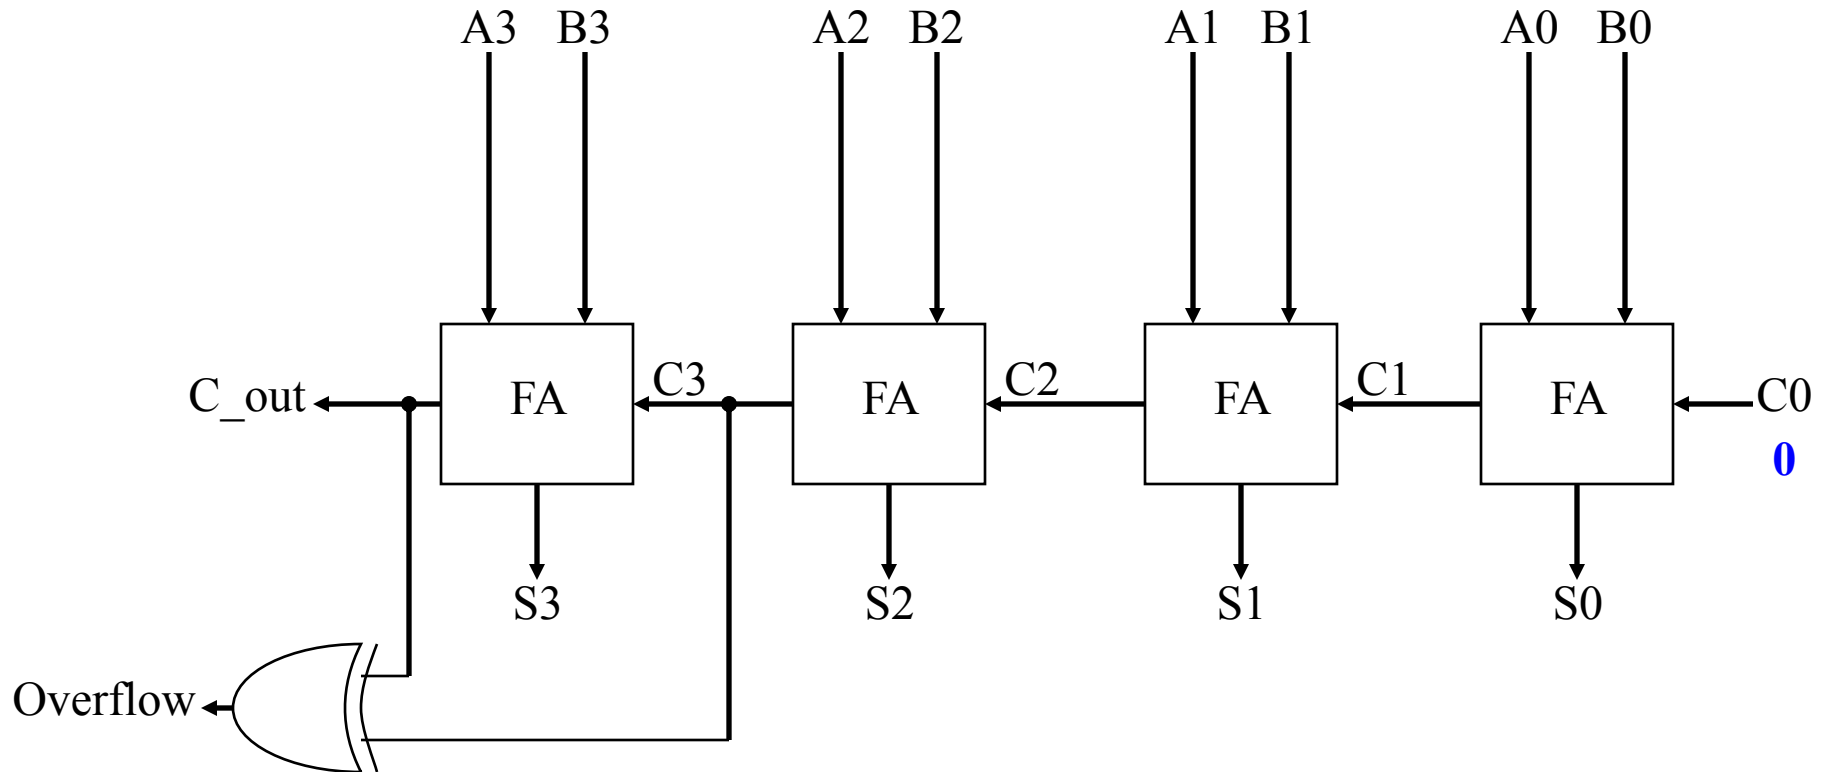 A3 B3 A2 B2 A1 B1 A0 B0
C_out FA C3 FA C2 FA C1 FA C0
0
S3 S2 S1 S0
Overflow